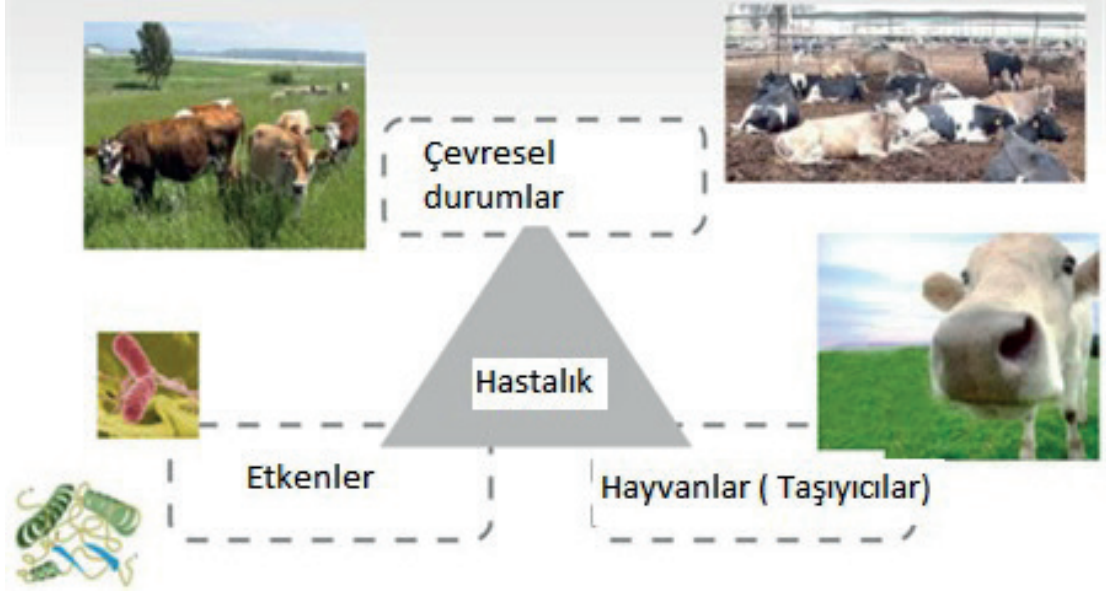 Çevresel
durumlar
Hastalık
Etkenler
Hayvanlar ( Taşıyıcılar)